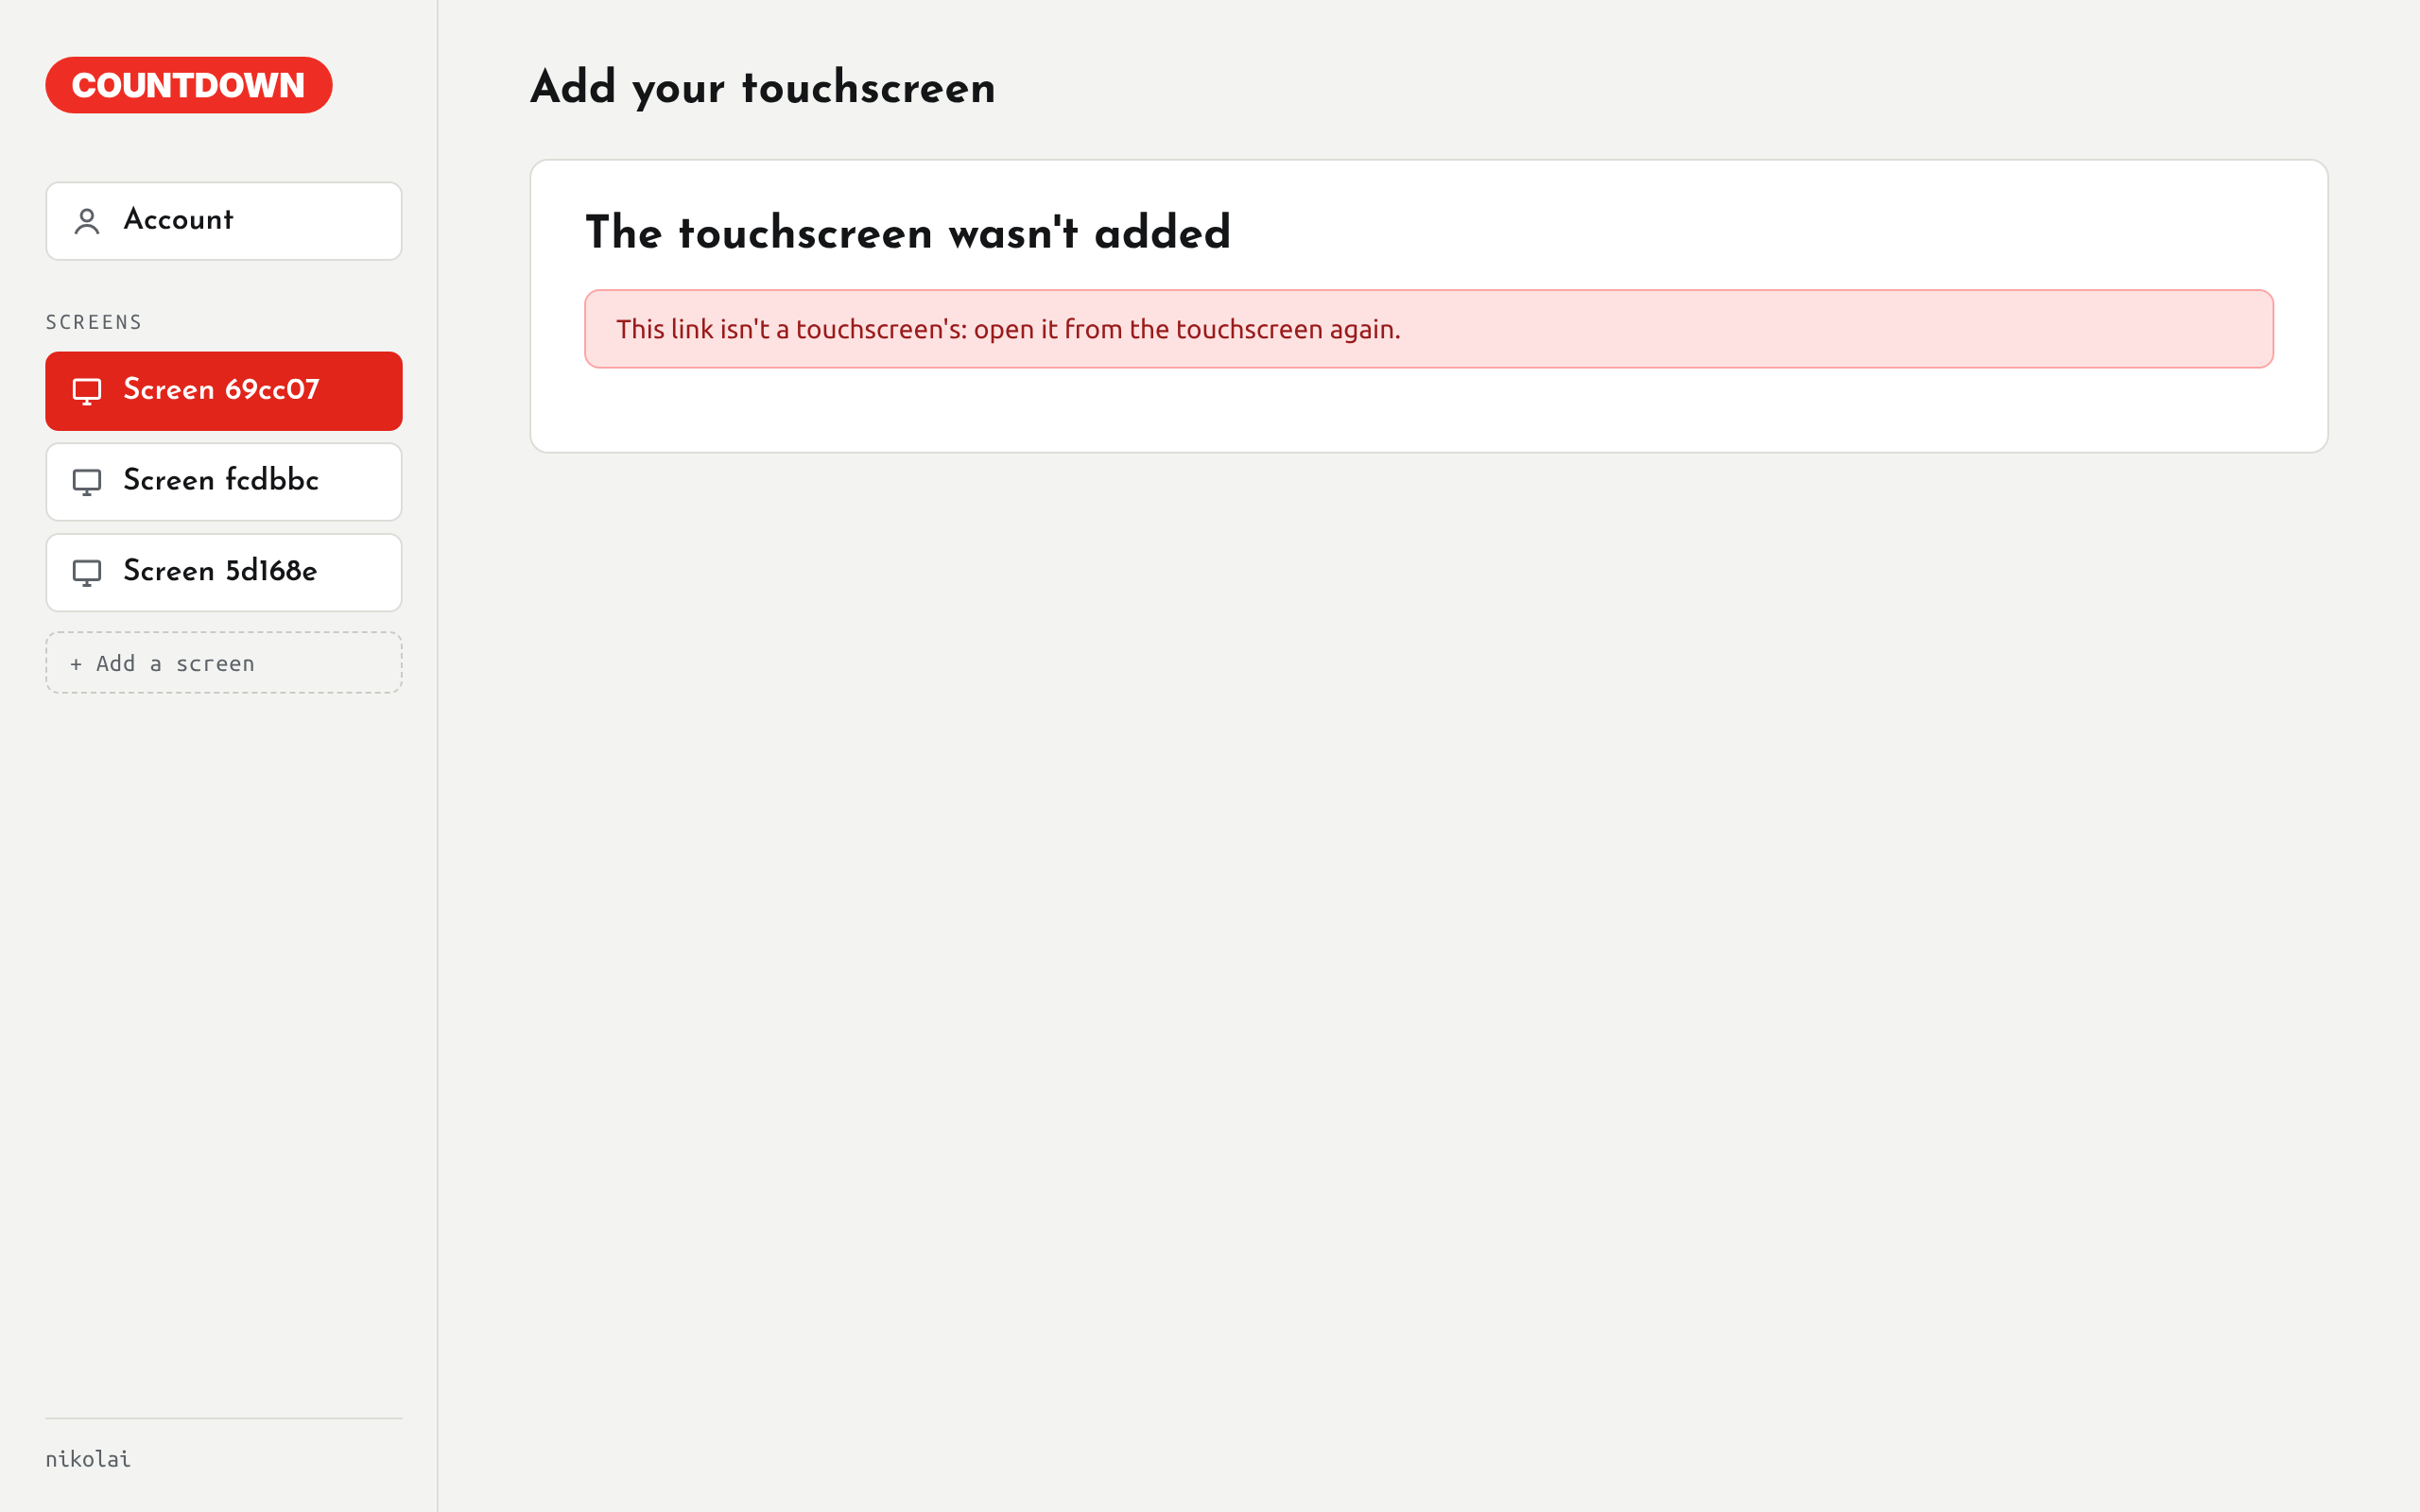 COUNTDOWN
Account
SCREENS
Screen 69cc07
Screen fcdbbc
Screen 5d168e
+ Add a screen
nikolai
Add your touchscreen
The touchscreen wasn't added
This link isn't a touchscreen's: open it from the touchscreen again.